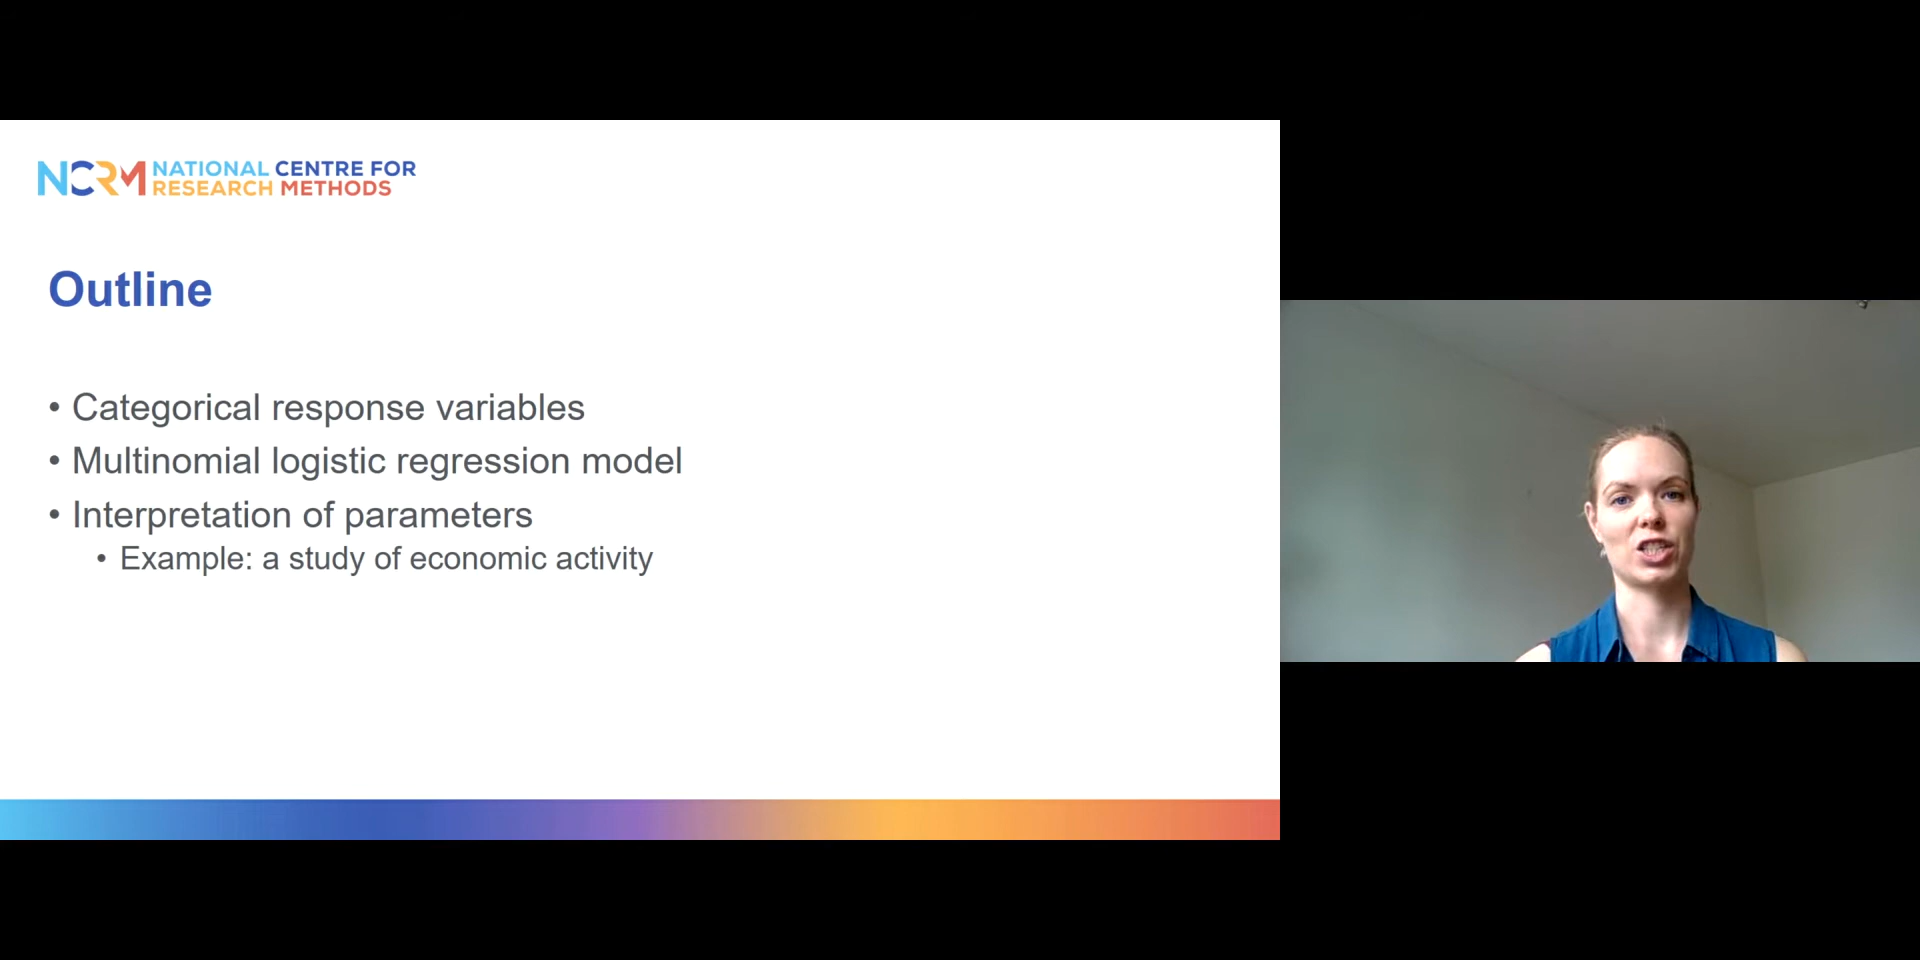 NCRM NATIONAL CENTRE FOR
RESEARCH METHODS
Outline
• Categorical response variables
• Multinomial logistic regression model
• Interpretation of parameters
• Example: a study of economic activity